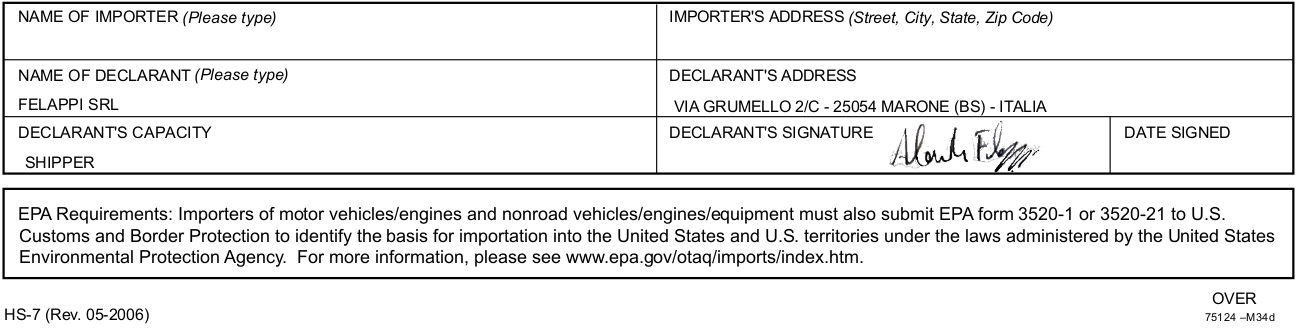 NAME OF IMPORTER (Please type)
IMPORTER'S ADDRESS (Street, City, State, Zip Code)
NAME OF DECLARANT (Please type)
FELAPPI SRL
DECLARANT'S ADDRESS
VIA GRUMELLO 2/C - 25054 MARONE (BS) - ITALIA
DECLARANT'S CAPACITY
SHIPPER
DECLARANT'S SIGNATURE
DATE SIGNED
EPA Requirements: Importers of motor vehicles/engines and nonroad vehicles/engines/equipment must also submit EPA form 3520-1 or 3520-21 to U.S.
Customs and Border Protection to identify the basis for importation into the United States and U.S. territories under the laws administered by the United States
Environmental Protection Agency. For more information, please see www.epa.gov/otaq/imports/index.htm.
HS-7 (Rev. 05-2006)
OVER
75124 –M34d